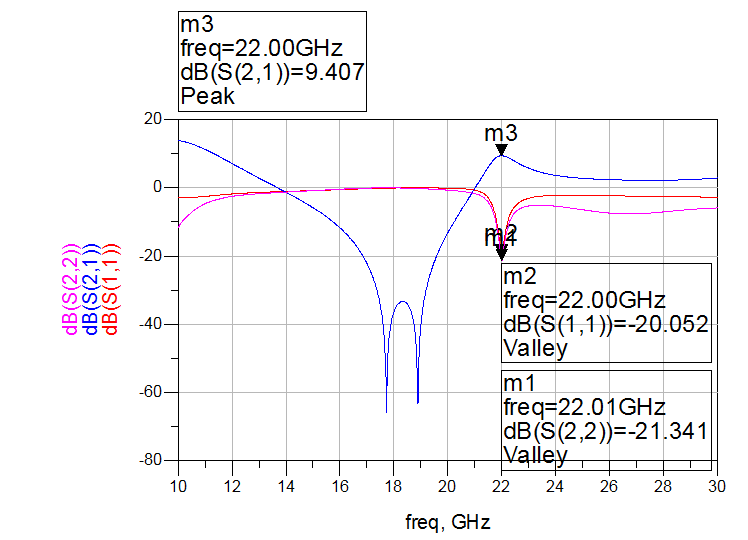 m3
freq=22.00GHz
dB(S(2,1))=9.407
Peak
20
0
-20
-40
-60
-80
dB(S(2,2))
dB(S(2,1))
dB(S(1,1))
m3
m2
m1
m2
freq=22.00GHz
dB(S(1,1))=-20.052
Valley
m1
freq=22.01GHz
dB(S(2,2))=-21.341
Valley
10 12 14 16 18 20 22 24 26 28 30
freq, GHz